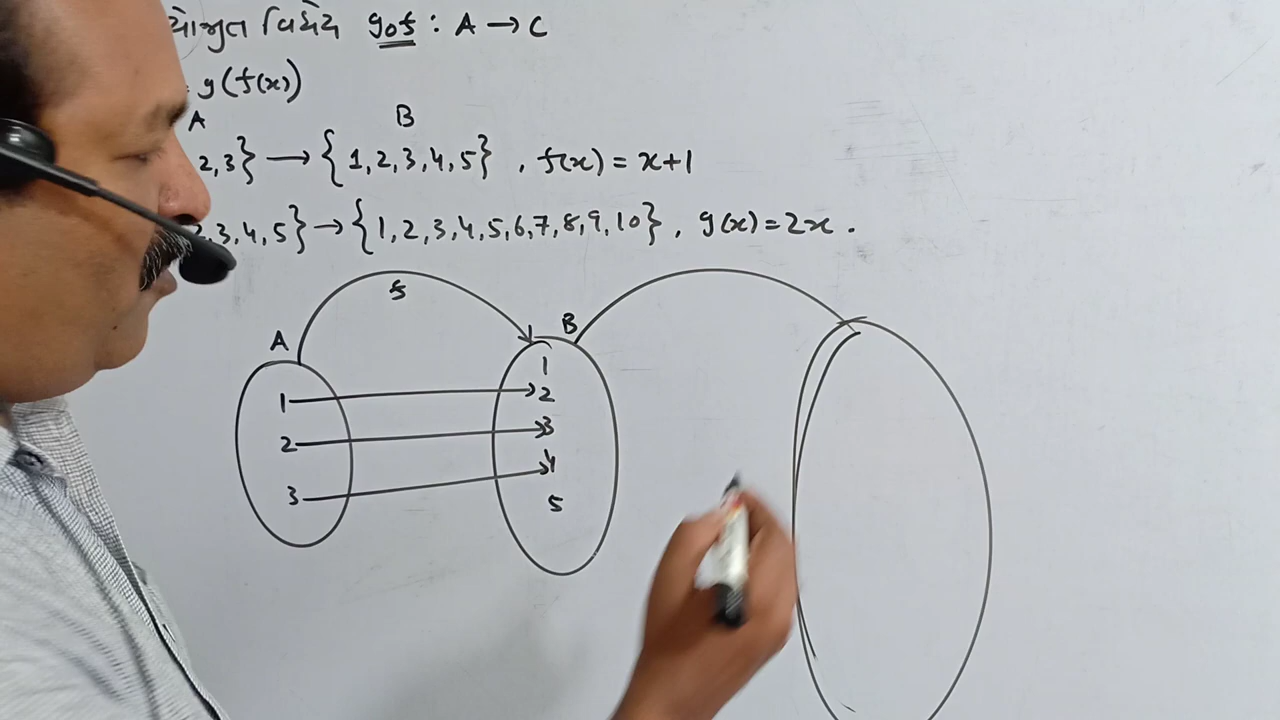 विधेय gof : A → C
g(f(x))
A B
2,3} → {1,2,3,4,5} , f(x) = x+1
3,4,5} → {1,2,3,4,5,6,7,8,9,10} , g(x) = 2x .
f
A B
1 1
2 2
3 3
4
5